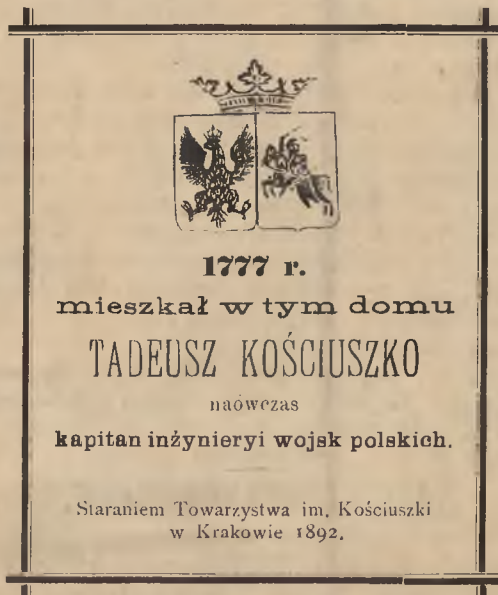 1777 r.
mieszkał w tym domu
TADEUSZ KOŚCIUSZKO
naówczas
kapitan inżynieryi wojsk polskich.
Staraniem Towarzystwa im. Kościuszki
w Krakowie 1892.